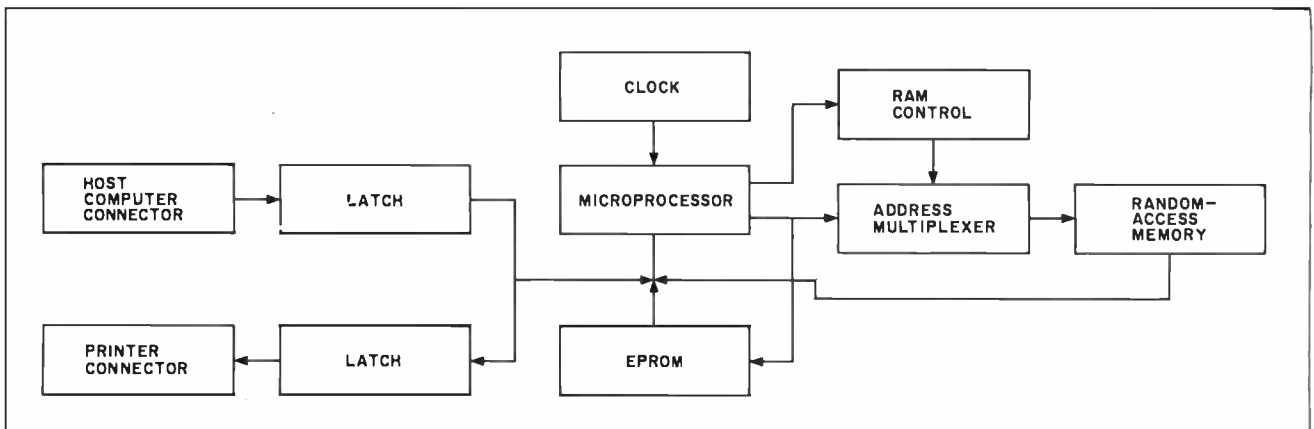 CLOCK
RAM
CONTROL
HOST
COMPUTER
CONNECTOR
LATCH
MICROPROCESSOR
ADDRESS
MULTIPLEXER
RANDOM-
ACCESS
MEMORY
PRINTER
CONNECTOR
LATCH
EPROM